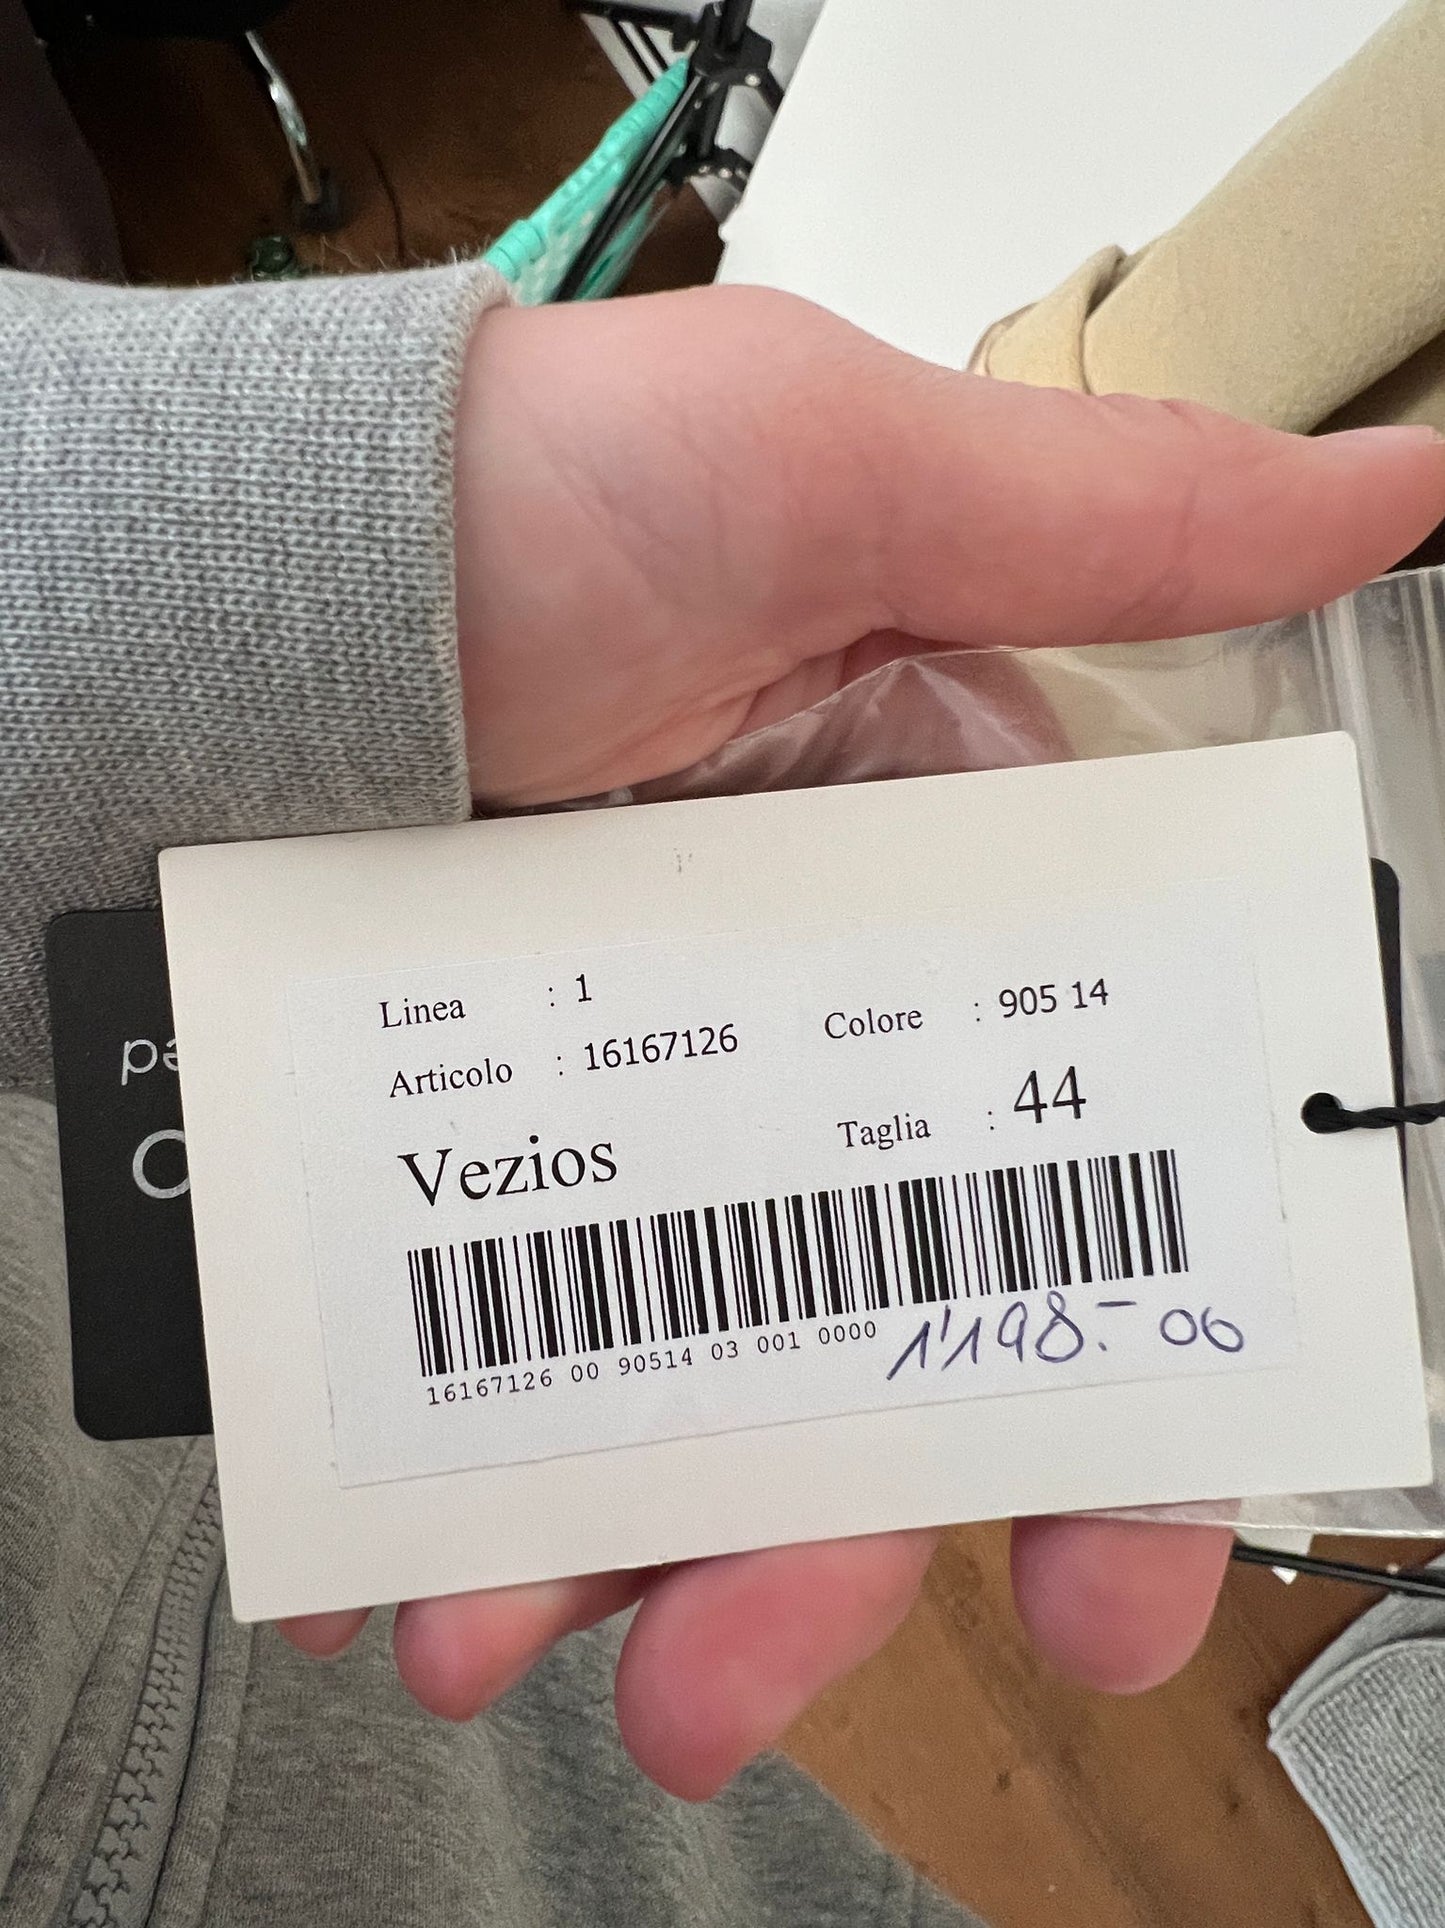 Linea : 1
Articolo : 16167126
Colore : 905 14
Vezios
Taglia : 44
16167126 00 90514 03 001 0000
1'198.- 06